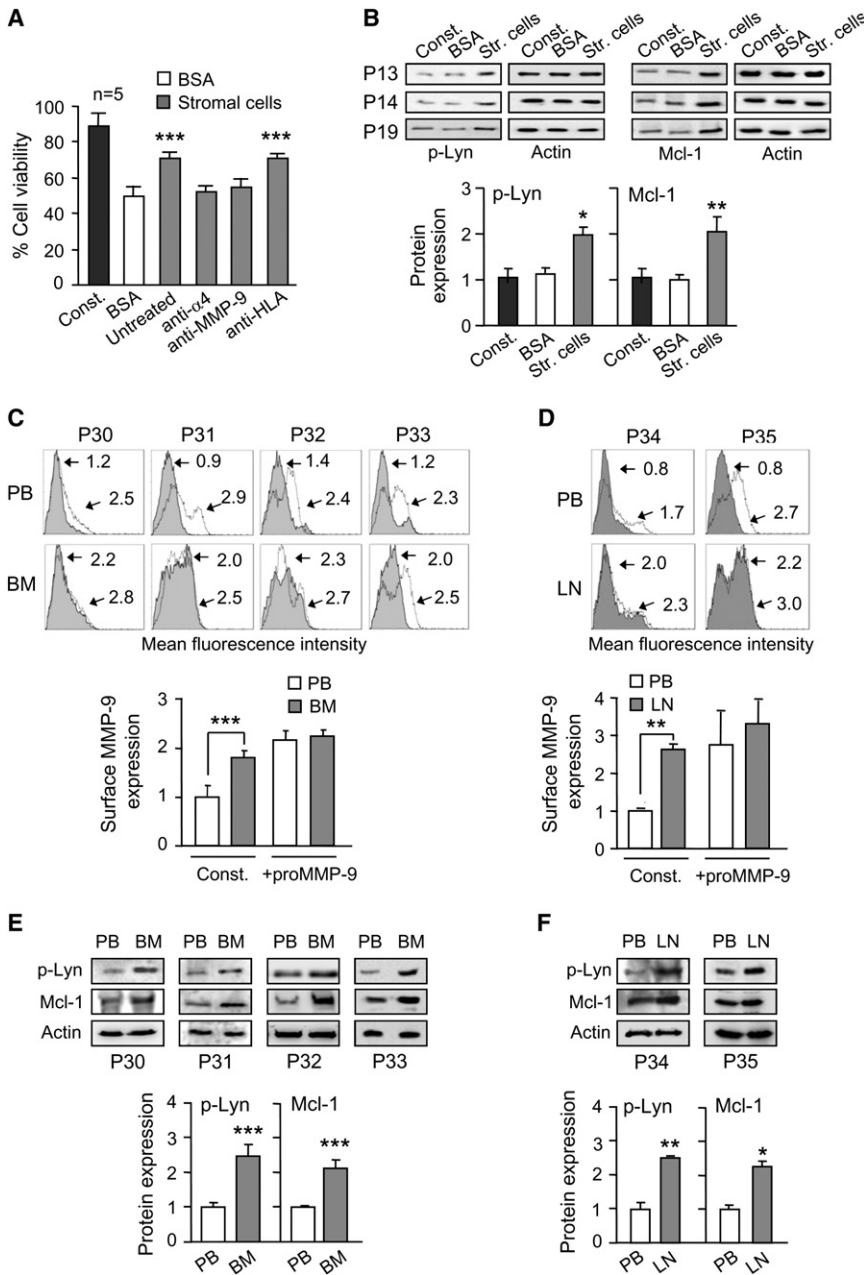 A
BSA
Stromal cells
n=5
***
***
% Cell viability
100
80
60
40
20
0
Const.
BSA
Untreated
anti-α4
anti-MMP-9
anti-HLA
B
Const. BSA Str. cells Const. BSA Str. cells Const. BSA Str. cells Const. BSA Str. cells
P13
P14
P19
p-Lyn Actin Mcl-1 Actin
p-Lyn Mcl-1
* **
Protein expression
3
2
1
0
Const. BSA Str. cells Const. BSA Str. cells
C
P30 P31 P32 P33
PB
1.2 0.9 1.4 1.2
2.5 2.9 2.4 2.3
BM
2.2 2.0 2.3 2.0
2.8 2.5 2.7 2.5
Mean fluorescence intensity
PB
BM
***
Surface MMP-9 expression
3
2
1
0
Const. +proMMP-9
D
P34 P35
PB
0.8 0.8
1.7 2.7
LN
2.0 2.2
2.3 3.0
Mean fluorescence intensity
PB
LN
**
Surface MMP-9 expression
4
3
2
1
0
Const. +proMMP-9
E
PB BM PB BM PB BM PB BM
p-Lyn
Mcl-1
Actin
P30 P31 P32 P33
p-Lyn Mcl-1
*** ***
Protein expression
4
3
2
1
0
PB BM PB BM
F
PB LN PB LN
p-Lyn
Mcl-1
Actin
P34 P35
p-Lyn Mcl-1
** *
Protein expression
4
3
2
1
0
PB LN PB LN